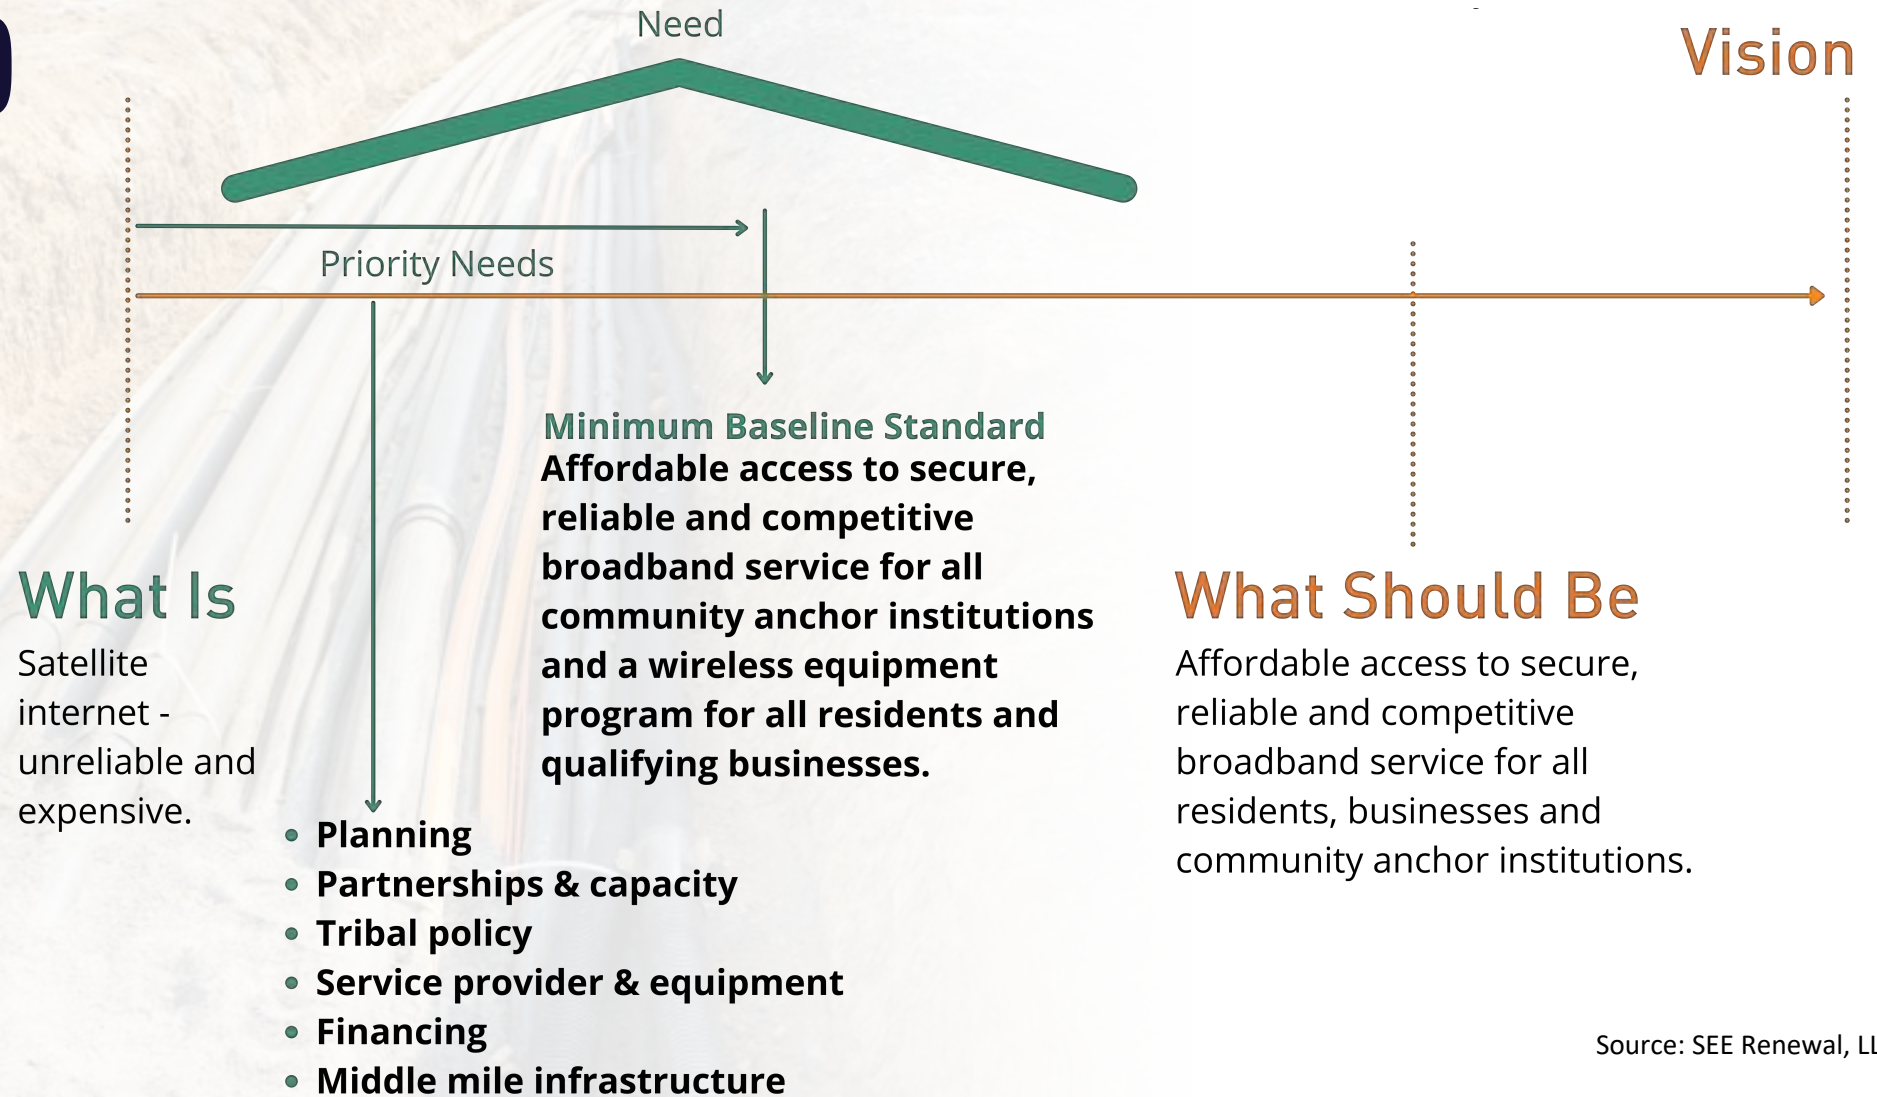 Need
Vision
Priority Needs
Minimum Baseline Standard
Affordable access to secure,
reliable and competitive
broadband service for all
community anchor institutions
and a wireless equipment
program for all residents and
qualifying businesses.
What Is
Satellite
internet -
unreliable and
expensive.
What Should Be
Affordable access to secure,
reliable and competitive
broadband service for all
residents, businesses and
community anchor institutions.
• Planning
• Partnerships & capacity
• Tribal policy
• Service provider & equipment
• Financing
• Middle mile infrastructure
Source: SEE Renewal,